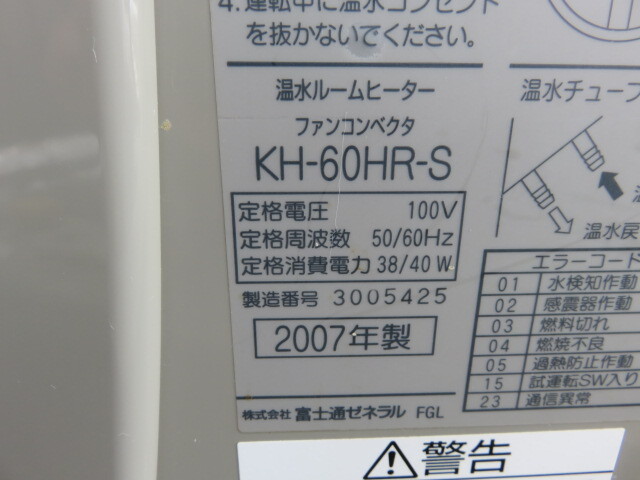 4. 運転中に温水コンセント
を抜かないでください。
温水ルームヒーター
ファンコンベクタ
KH-60HR-S
定格電圧 100V
定格周波数 50/60Hz
定格消費電力 38/40 W
製造番号 3005425
2007年製
株式会社 富士通ゼネラル FGL
温水チューブ
温水戻
エラーコード
01 水検知作動
02 感震器作動
03 燃料切れ
04 燃焼不良
05 過熱防止作動
15 試運転SW入り
23 通信異常
警告